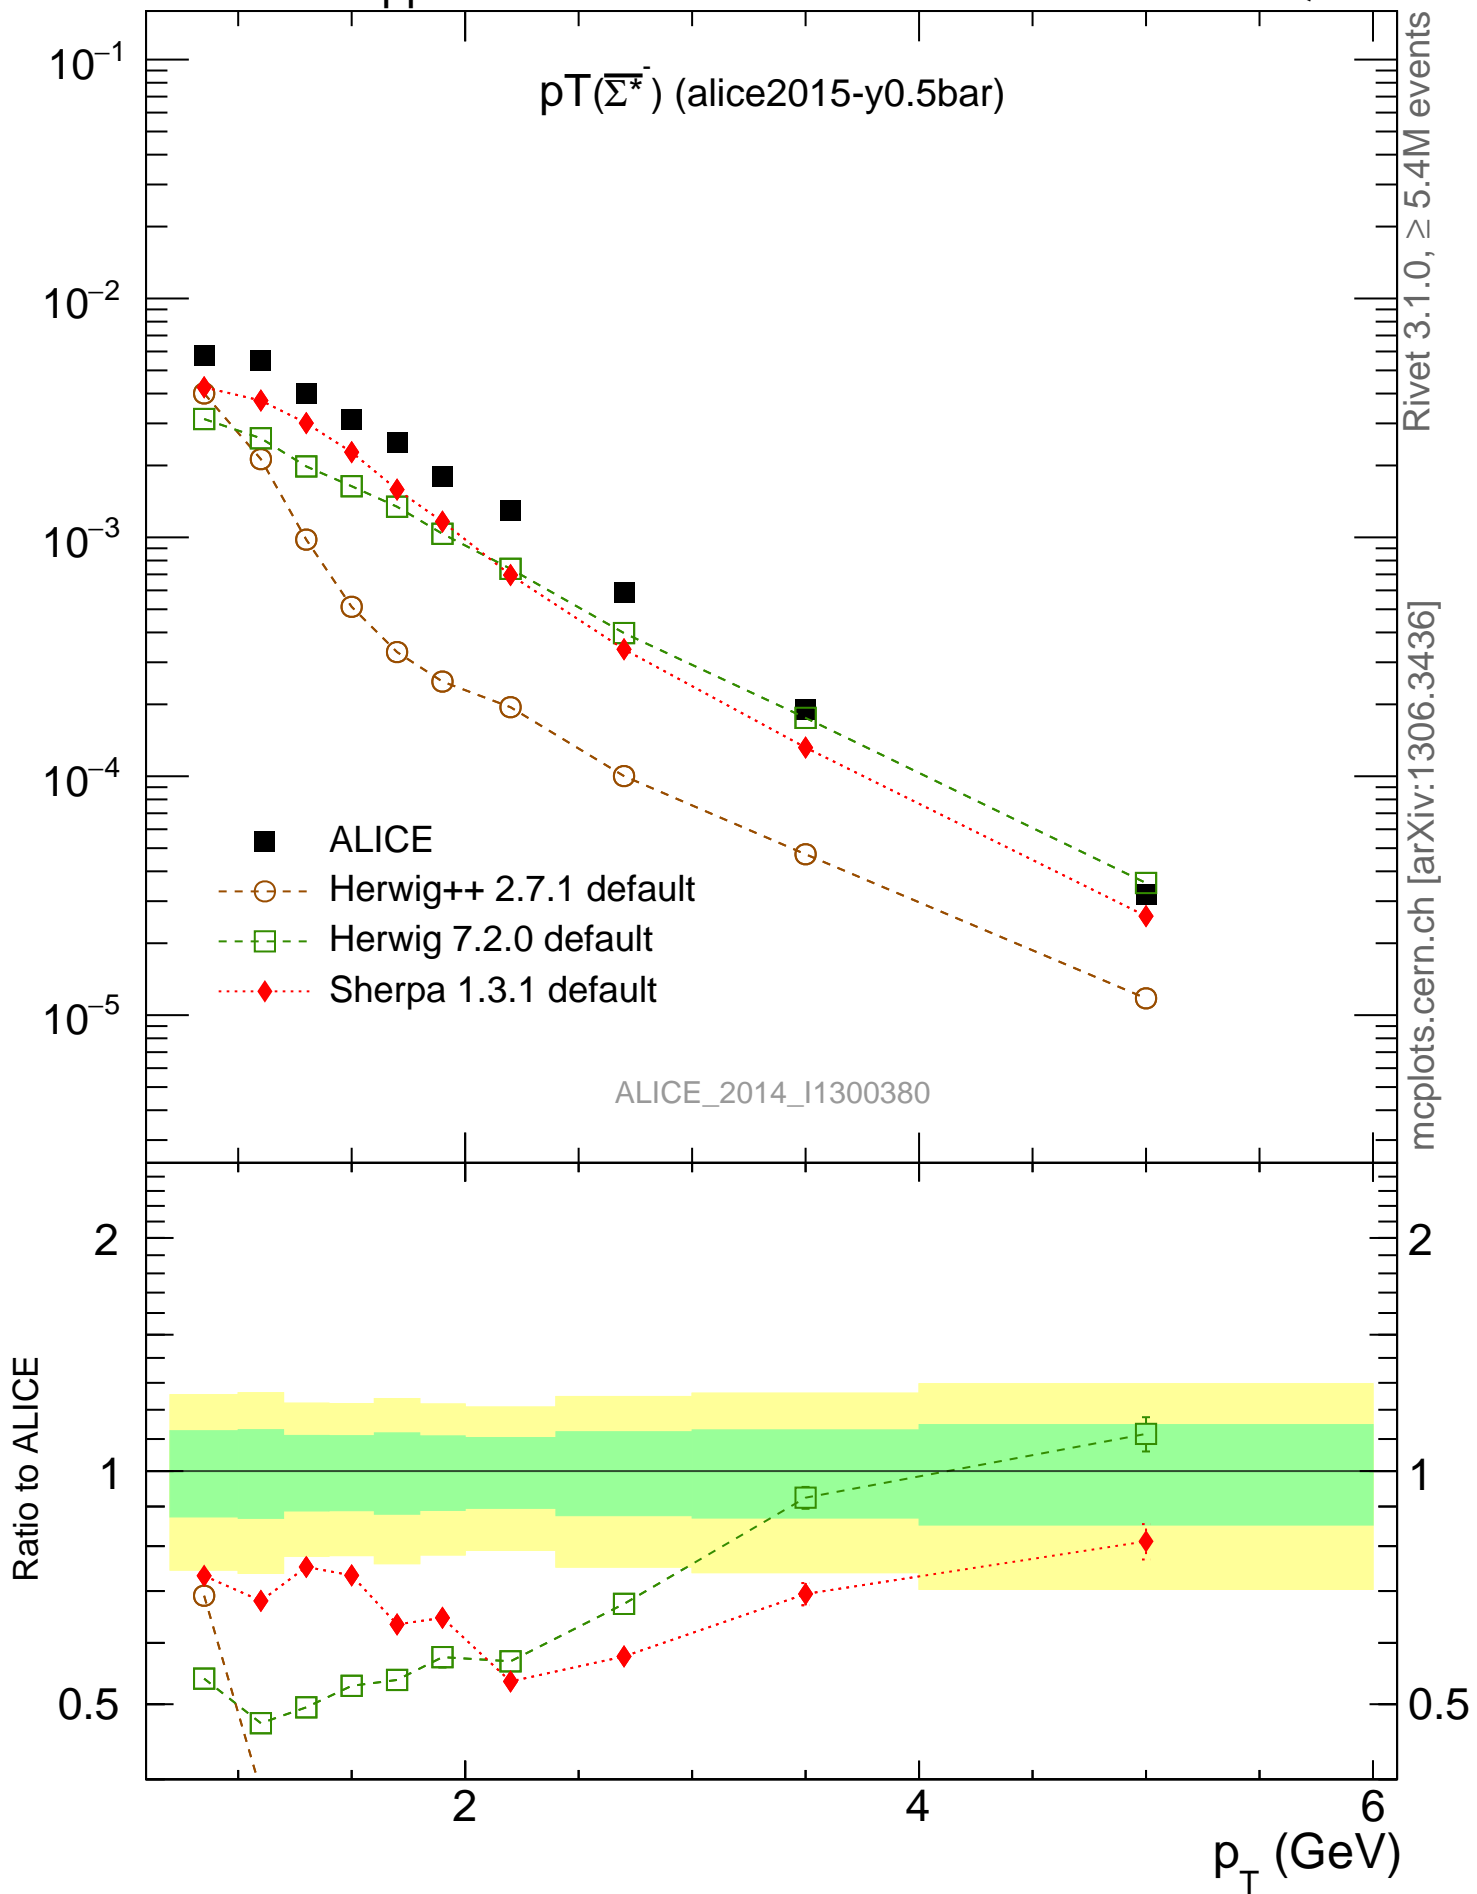 pT(Σ̅*̅⁻) (alice2015-y0.5bar)
10⁻¹
10⁻²
10⁻³
10⁻⁴
10⁻⁵
ALICE
Herwig++ 2.7.1 default
Herwig 7.2.0 default
Sherpa 1.3.1 default
ALICE_2014_I1300380
Rivet 3.1.0, ≥ 5.4M events
mcplots.cern.ch [arXiv:1306.3436]
Ratio to ALICE
2
1
0.5
2
1
0.5
2
4
6
p_T (GeV)